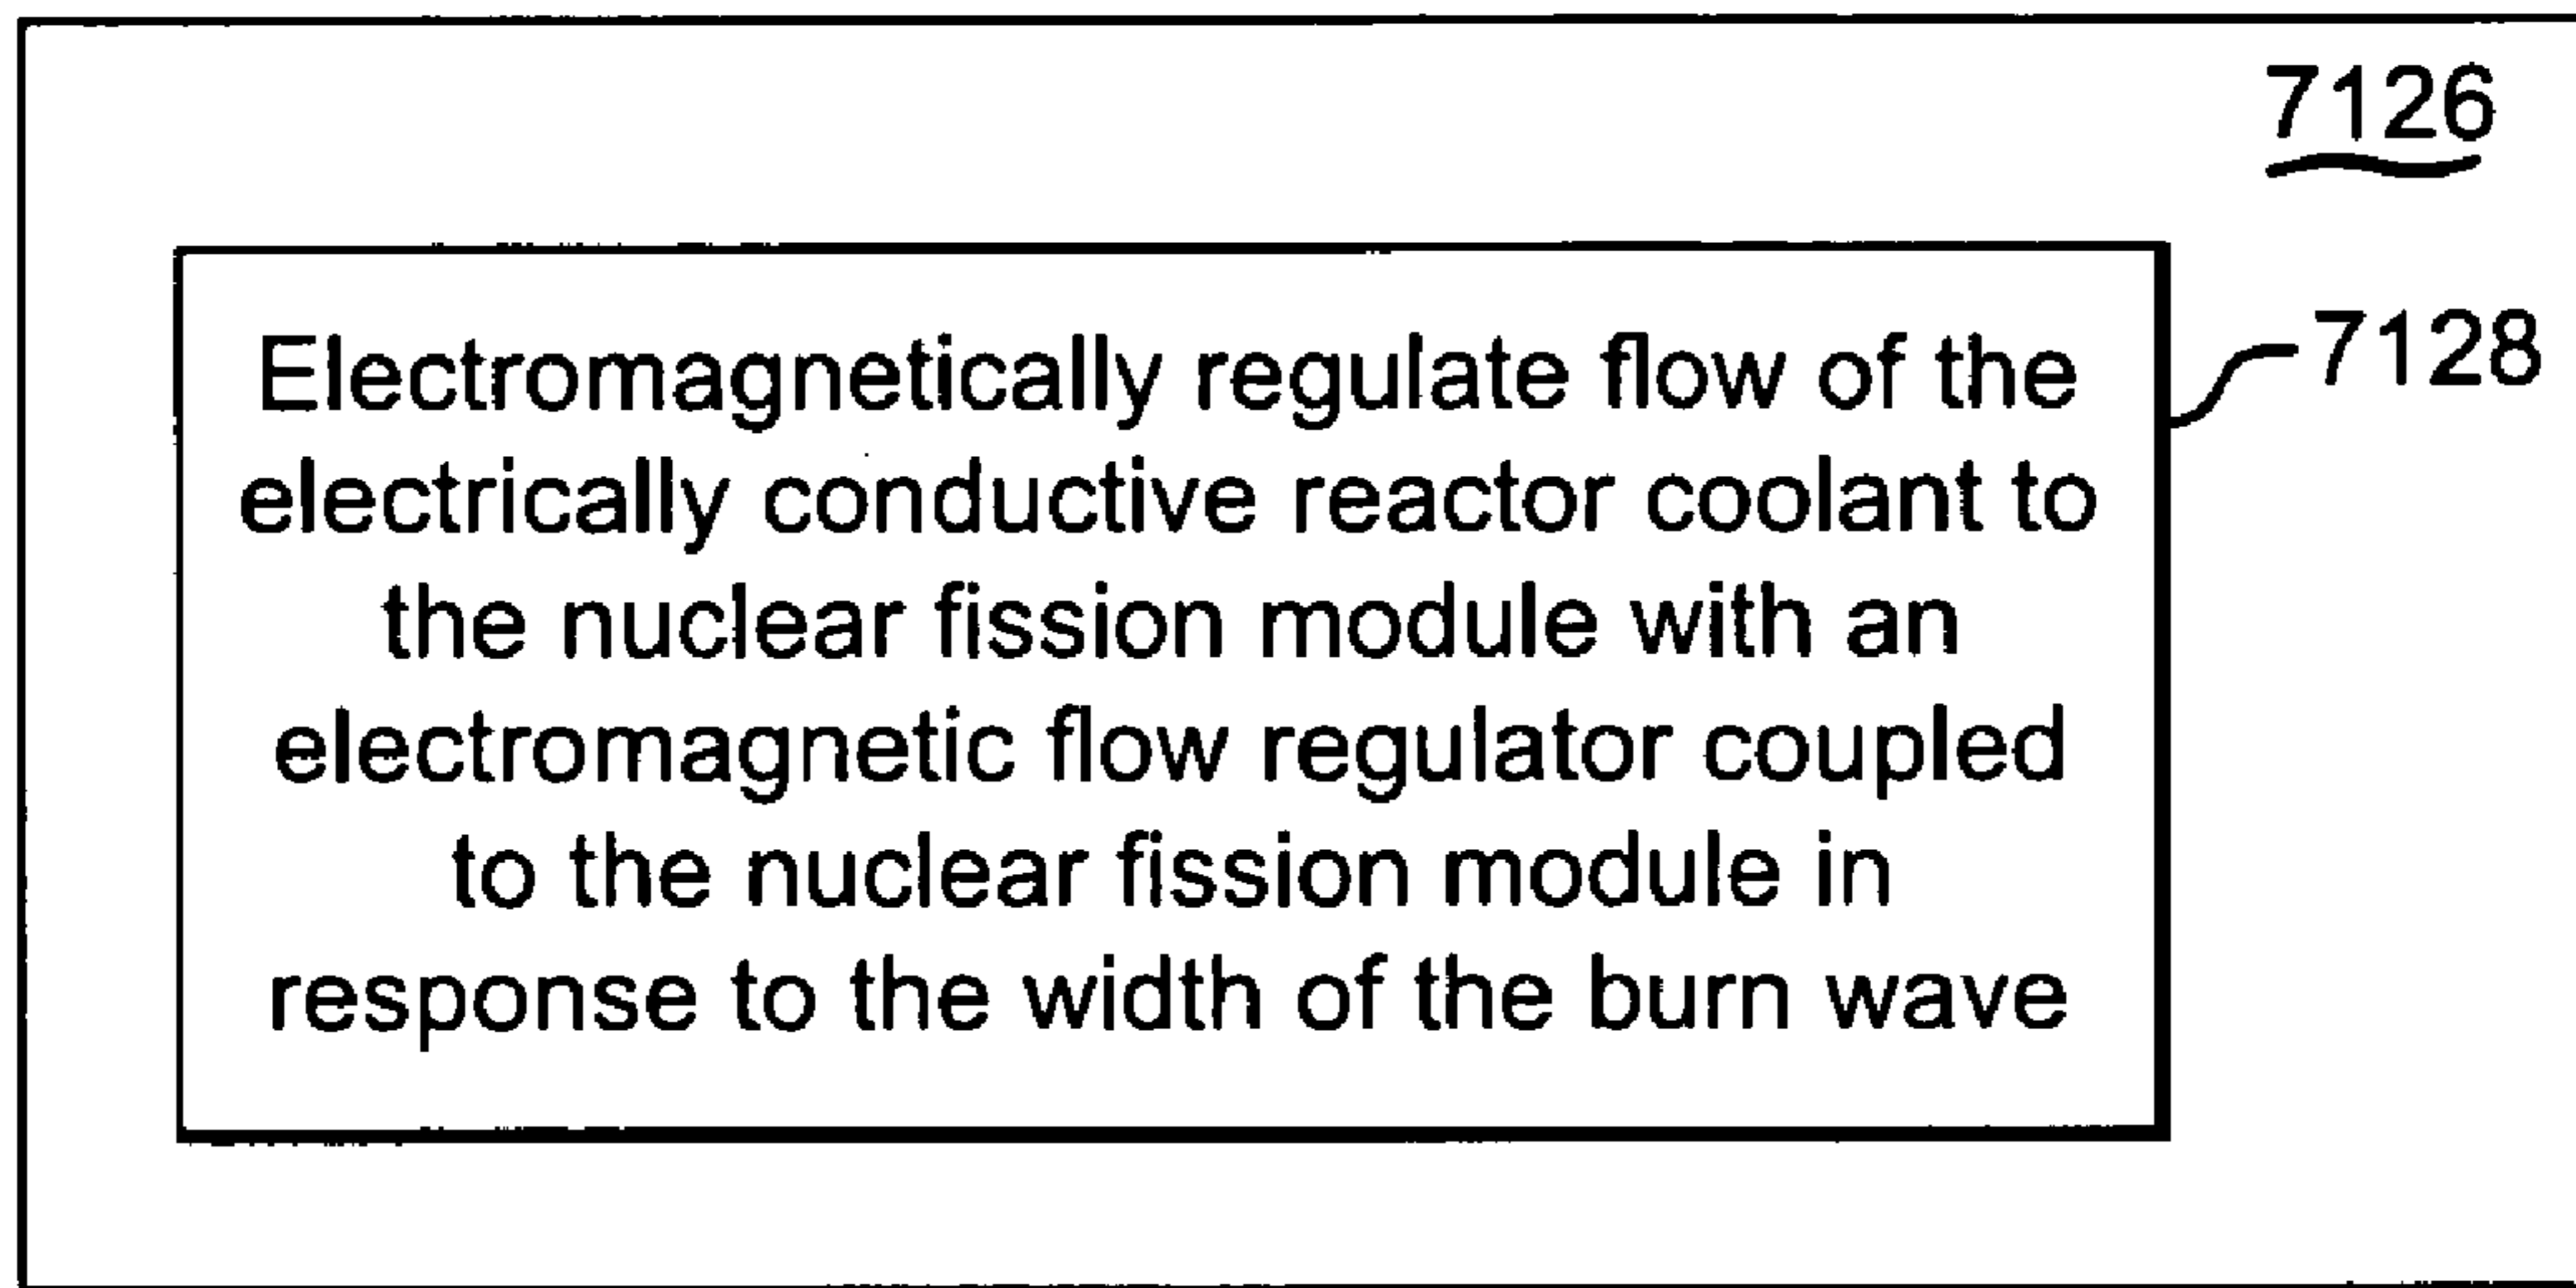 7126
Electromagnetically regulate flow of the
7128
electrically conductive reactor coolant to
the nuclear fission module with an
electromagnetic flow regulator coupled
to the nuclear fission module in
response to the width of the burn wave